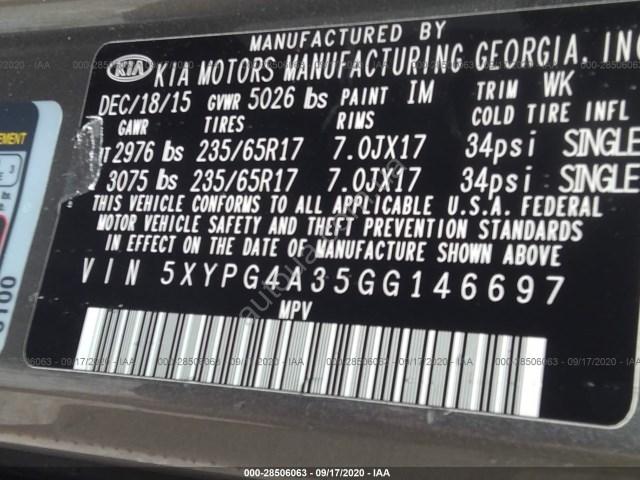 MANUFACTURED BY
KIA KIA MOTORS MANUFACTURING GEORGIA, INC
DEC/18/15 GVWR 5026 lbs PAINT IM TRIM WK
GAWR TIRES RIMS COLD TIRE INFL
2976 lbs 235/65R17 7.0JX17 34psi SINGLE
3075 lbs 235/65R17 7.0JX17 34psi SINGLE
THIS VEHICLE CONFORMS TO ALL APPLICABLE U.S.A. FEDERAL
MOTOR VEHICLE SAFETY AND THEFT PREVENTION STANDARDS
IN EFFECT ON THE DATE OF MANUFACTURE SHOWN ABOVE
VIN 5XYPG4A35GG146697
MPV
000-28506063 - 09/17/2020 - IAA